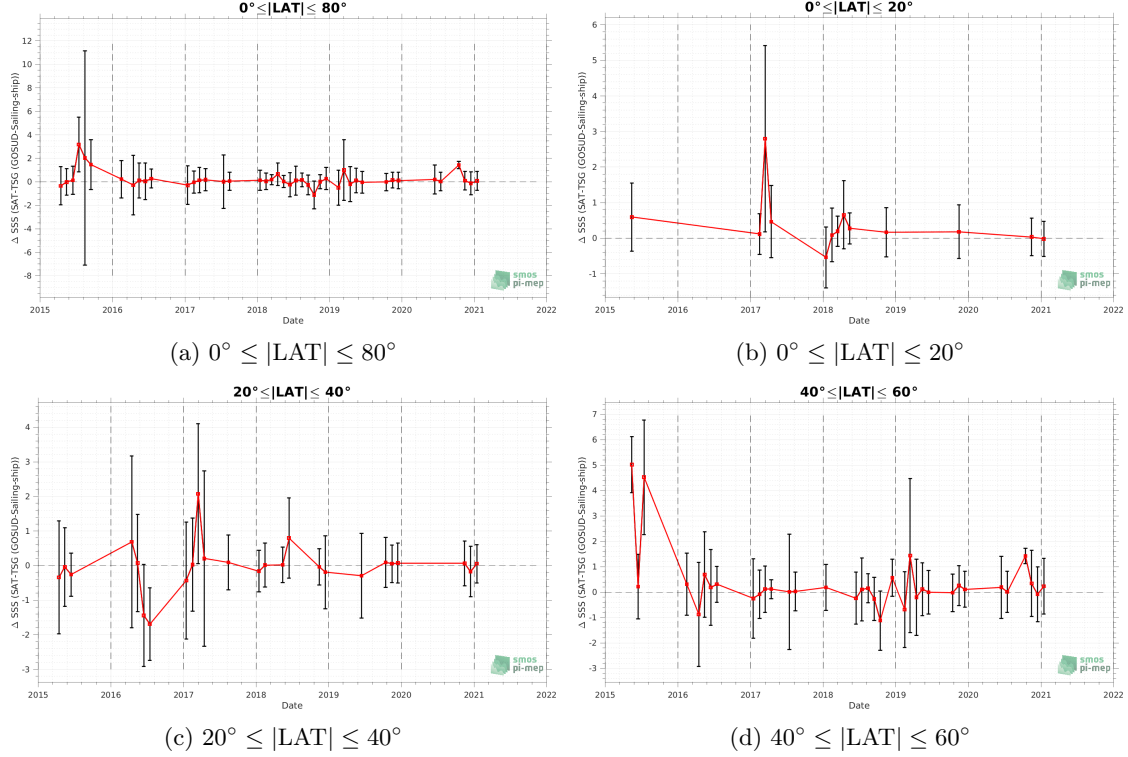 0°≤|LAT|≤ 80°
Δ SSS (SAT-TSG (GOSUD-Sailing-ship))
12
10
8
6
4
2
0
-2
-4
-6
-8
2015 2016 2017 2018 2019 2020 2021 2022
Date
smos
pi-mep
(a) 0° ≤ |LAT| ≤ 80°
0°≤|LAT|≤ 20°
Δ SSS (SAT-TSG (GOSUD-Sailing-ship))
6
5
4
3
2
1
0
-1
2015 2016 2017 2018 2019 2020 2021 2022
Date
smos
pi-mep
(b) 0° ≤ |LAT| ≤ 20°
20°≤|LAT|≤ 40°
Δ SSS (SAT-TSG (GOSUD-Sailing-ship))
4
3
2
1
0
-1
-2
-3
2015 2016 2017 2018 2019 2020 2021 2022
Date
smos
pi-mep
(c) 20° ≤ |LAT| ≤ 40°
40°≤|LAT|≤ 60°
Δ SSS (SAT-TSG (GOSUD-Sailing-ship))
7
6
5
4
3
2
1
0
-1
-2
-3
2015 2016 2017 2018 2019 2020 2021 2022
Date
smos
pi-mep
(d) 40° ≤ |LAT| ≤ 60°